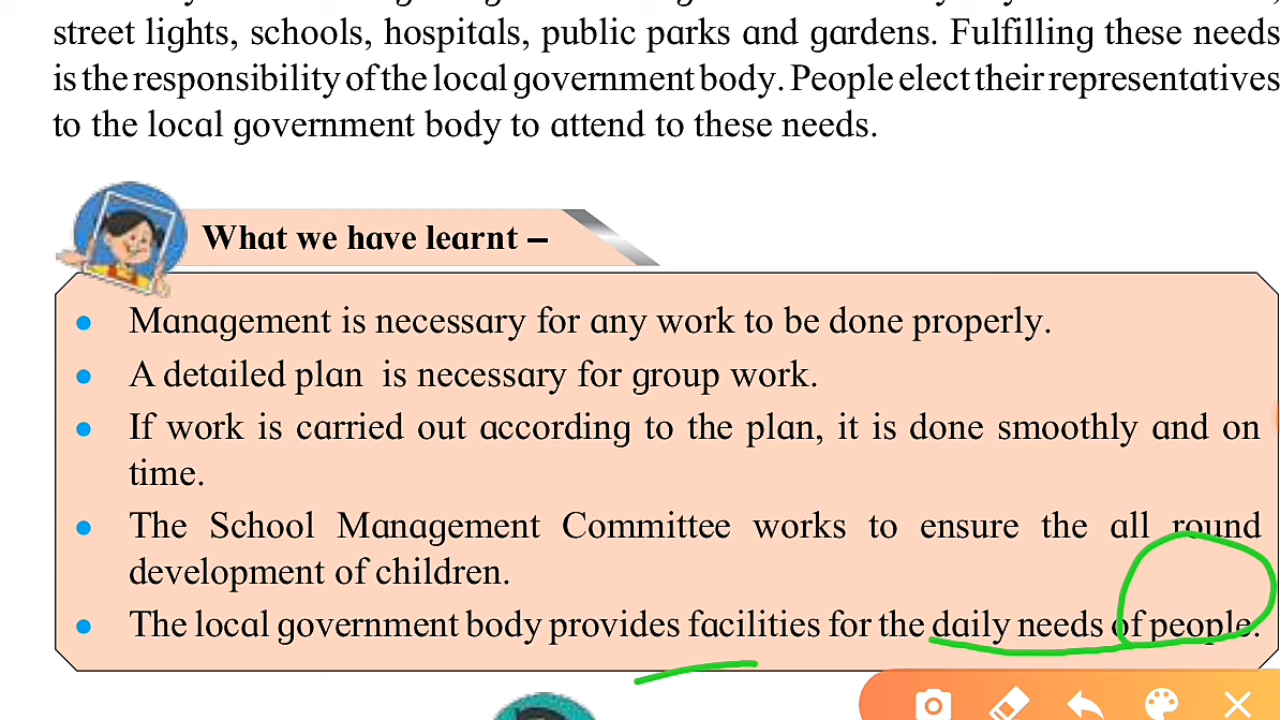 street lights, schools, hospitals, public parks and gardens. Fulfilling these needs
is the responsibility of the local government body. People elect their representatives
to the local government body to attend to these needs.
What we have learnt –
• Management is necessary for any work to be done properly.
• A detailed plan is necessary for group work.
• If work is carried out according to the plan, it is done smoothly and on
time.
• The School Management Committee works to ensure the all round
development of children.
• The local government body provides facilities for the daily needs of people.